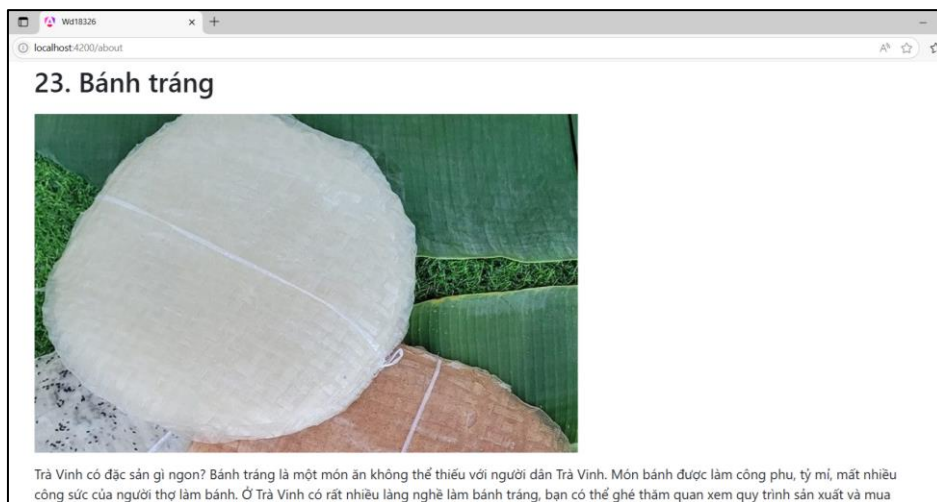 Wd18326
localhost:4200/about
23. Bánh tráng
Trà Vinh có đặc sản gì ngon? Bánh tráng là một món ăn không thể thiếu với người dân Trà Vinh. Món bánh được làm công phu, tỷ mỉ, mất nhiều
công sức của người thợ làm bánh. Ở Trà Vinh có rất nhiều làng nghề làm bánh tráng, bạn có thể ghé thăm quan xem quy trình sản xuất và mua